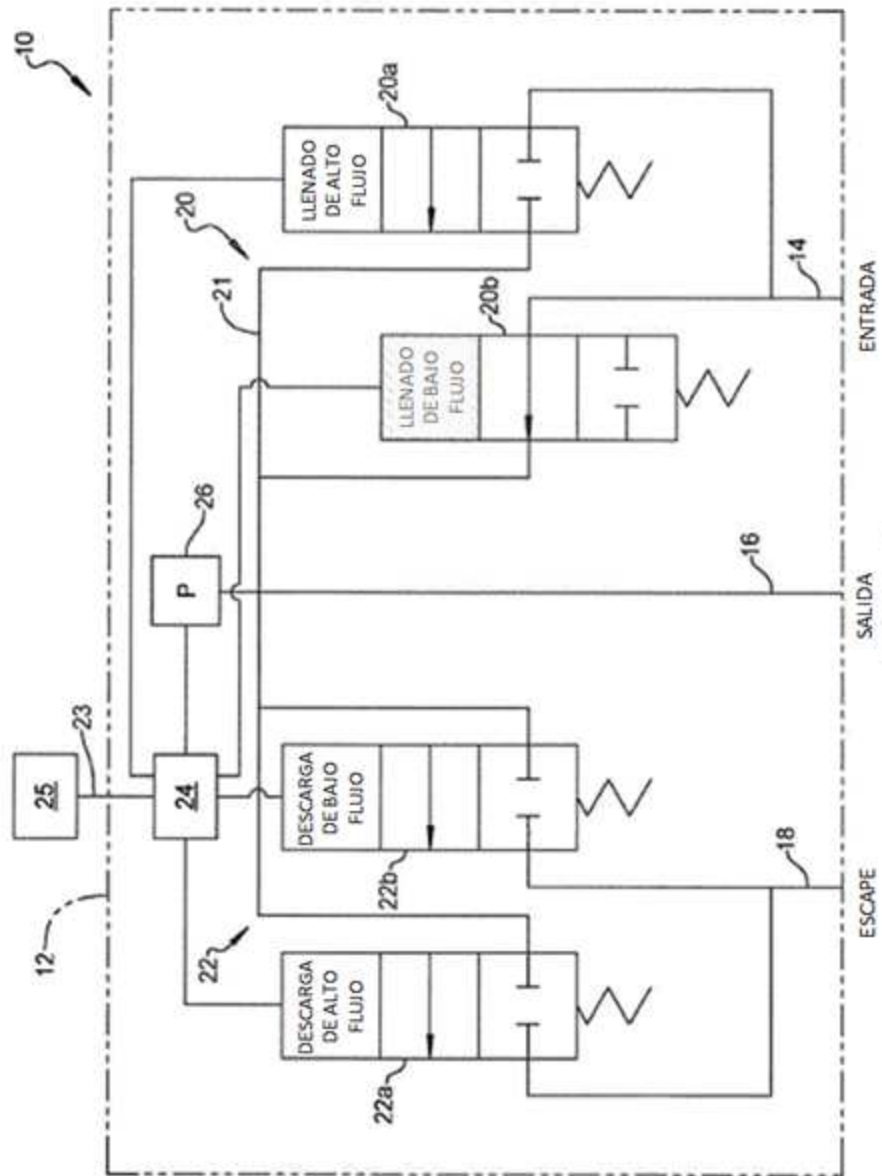 10
25
23
12
24
26
P
20
20a
LLENADO
DE ALTO
FLUJO
21
20b
LLENADO
DE BAJO
FLUJO
22
DESCARGA
DE ALTO
FLUJO
22a
DESCARGA
DE BAJO
FLUJO
22b
18
16
14
ESCAPE
SALIDA
ENTRADA